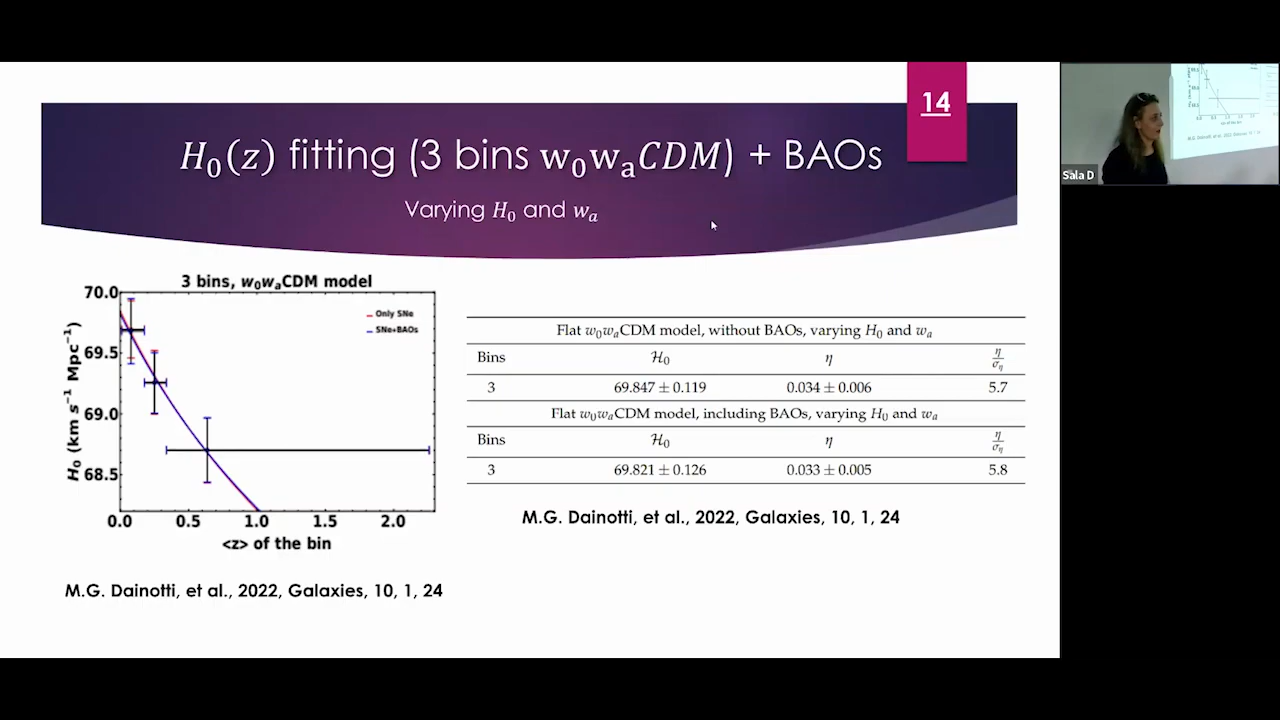 14
H₀(z) fitting (3 bins w₀wₐCDM) + BAOs
Varying H₀ and wₐ
3 bins, w₀wₐCDM model
Only SNe
SNe+BAOs
H₀ (km s⁻¹ Mpc⁻¹)
70.0
69.5
69.0
68.5
0.0 0.5 1.0 1.5 2.0
<z> of the bin
M.G. Dainotti, et al., 2022, Galaxies, 10, 1, 24
Flat w₀wₐCDM model, without BAOs, varying H₀ and wₐ
Bins ℋ₀ η η/σ_η
3 69.847 ± 0.119 0.034 ± 0.006 5.7
Flat w₀wₐCDM model, including BAOs, varying H₀ and wₐ
Bins ℋ₀ η η/σ_η
3 69.821 ± 0.126 0.033 ± 0.005 5.8
M.G. Dainotti, et al., 2022, Galaxies, 10, 1, 24
Sala D